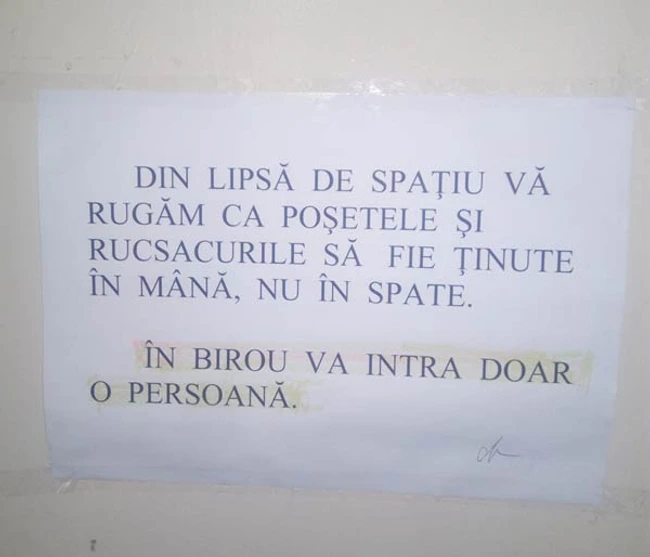 DIN LIPSĂ DE SPAŢIU VĂ
RUGĂM CA POŞETELE ŞI
RUCSACURILE SĂ FIE ŢINUTE
ÎN MÂNĂ, NU ÎN SPATE.
ÎN BIROU VA INTRA DOAR
O PERSOANĂ.